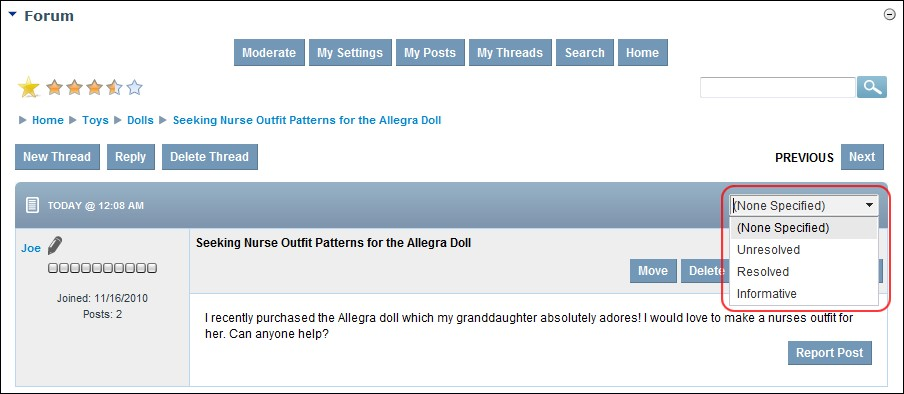 Forum
Moderate My Settings My Posts My Threads Search Home
Home Toys Dolls Seeking Nurse Outfit Patterns for the Allegra Doll
New Thread Reply Delete Thread PREVIOUS Next
TODAY @ 12:08 AM (None Specified)
(None Specified)
Unresolved
Resolved
Informative
Joe
Joined: 11/16/2010
Posts: 2
Seeking Nurse Outfit Patterns for the Allegra Doll
Move Delete
I recently purchased the Allegra doll which my granddaughter absolutely adores! I would love to make a nurses outfit for
her. Can anyone help?
Report Post